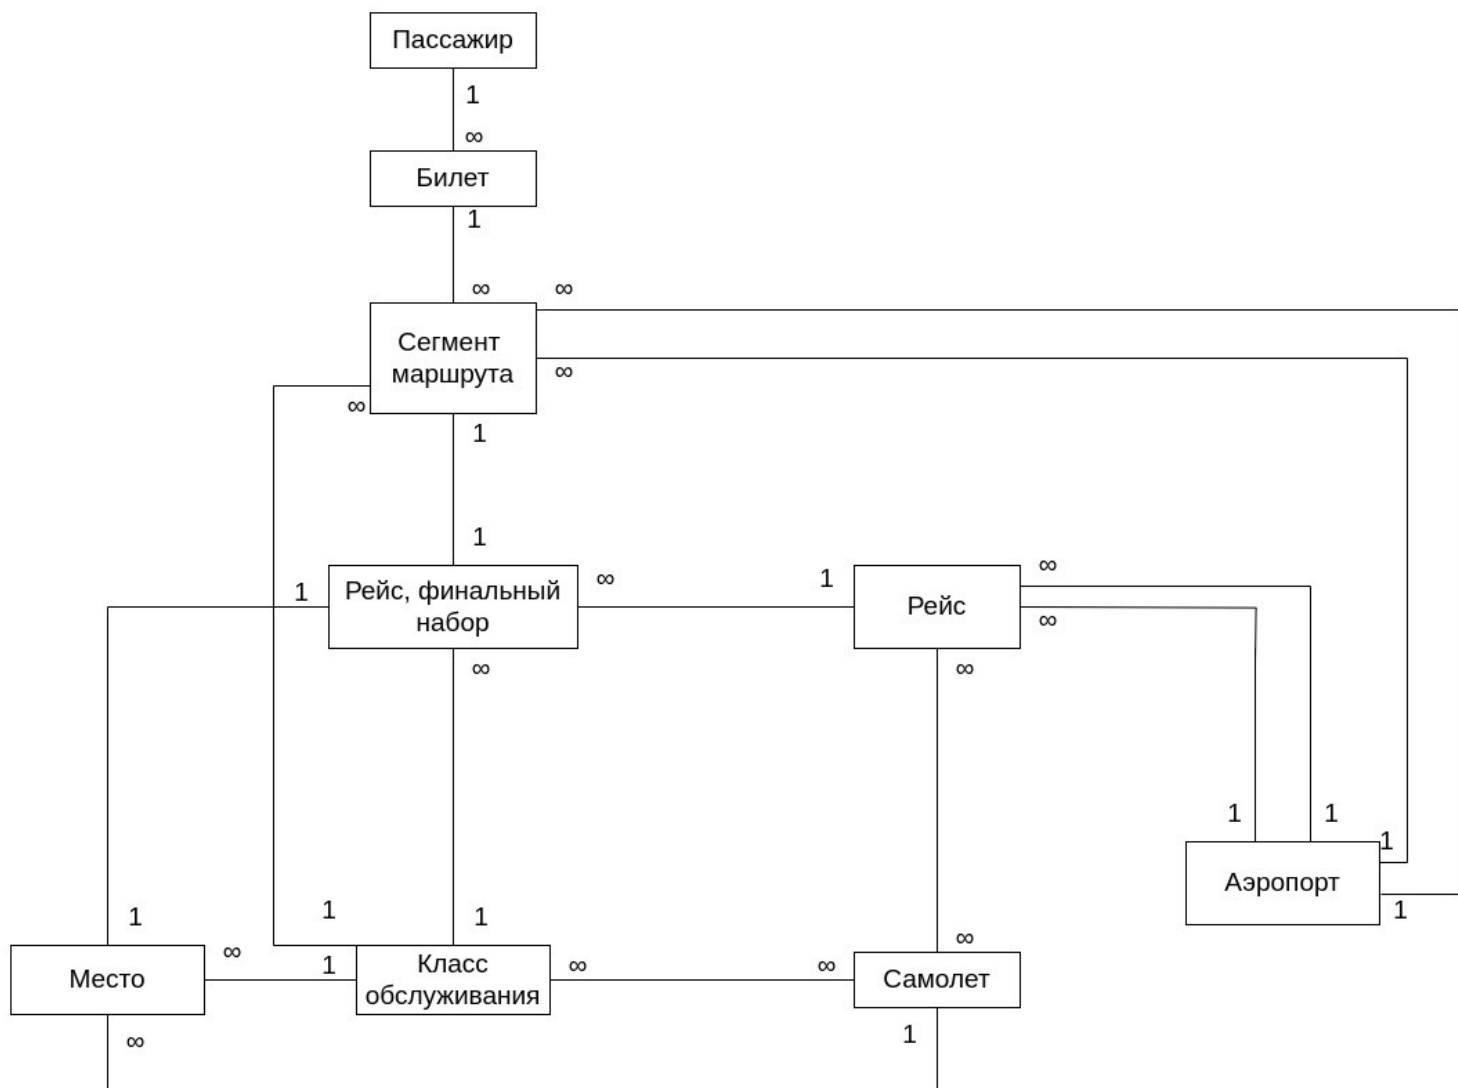 Пассажир
1
∞
Билет
1
∞ ∞
Сегмент
маршрута
∞
∞
1
1
Рейс, финальный
набор
1 ∞ 1
Рейс
∞
∞
∞ ∞
1 1
1
Аэропорт
1
1 1 1
∞ 1 ∞ ∞ ∞
Место
Класс
обслуживания
Самолет
∞ 1